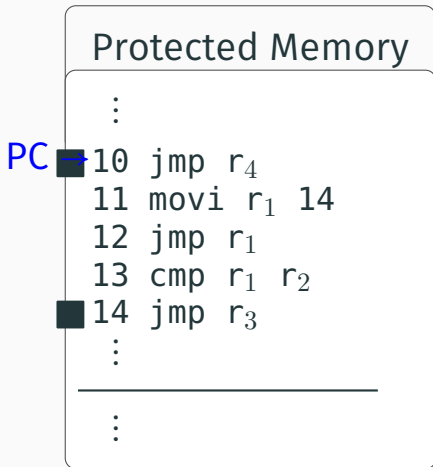 Protected Memory
⋮
PC → 10 jmp r₄
11 movi r₁ 14
12 jmp r₁
13 cmp r₁ r₂
14 jmp r₃
⋮
⋮